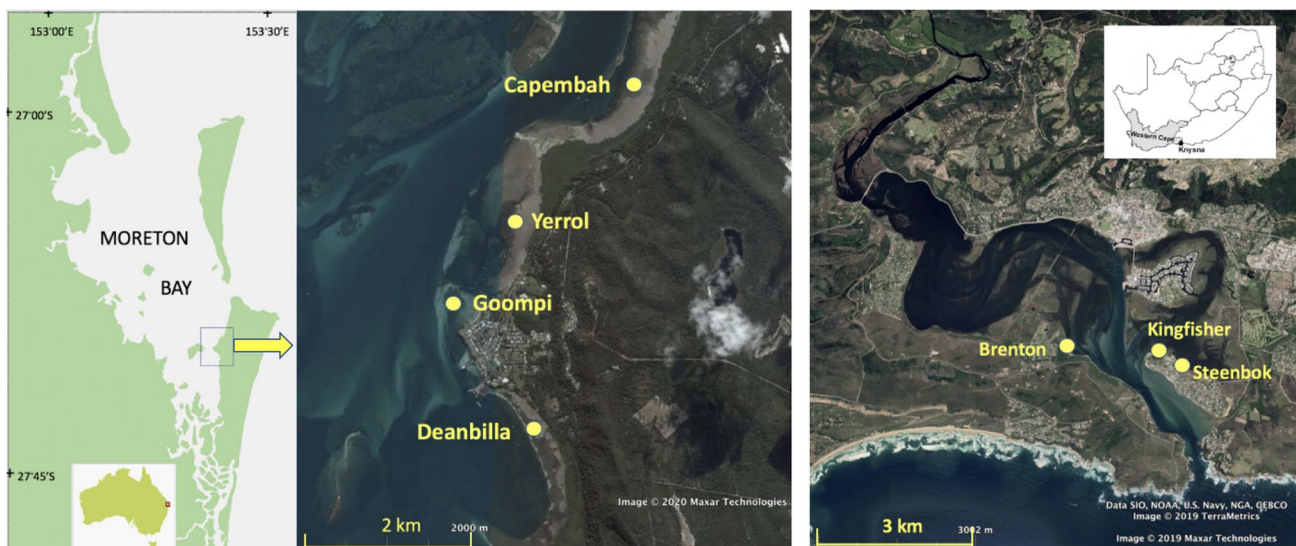 153°00'E
153°30'E
27°00'S
MORETON
BAY
27°45'S
Capembah
Yerrol
Goompi
Deanbilla
Image © 2020 Maxar Technologies
2 km
2000 m
Western Cape
Knysna
Kingfisher
Brenton
Steenbok
3 km
3002 m
Data SIO, NOAA, U.S. Navy, NGA, GEBCO
Image © 2019 TerraMetrics
Image © 2019 Maxar Technologies